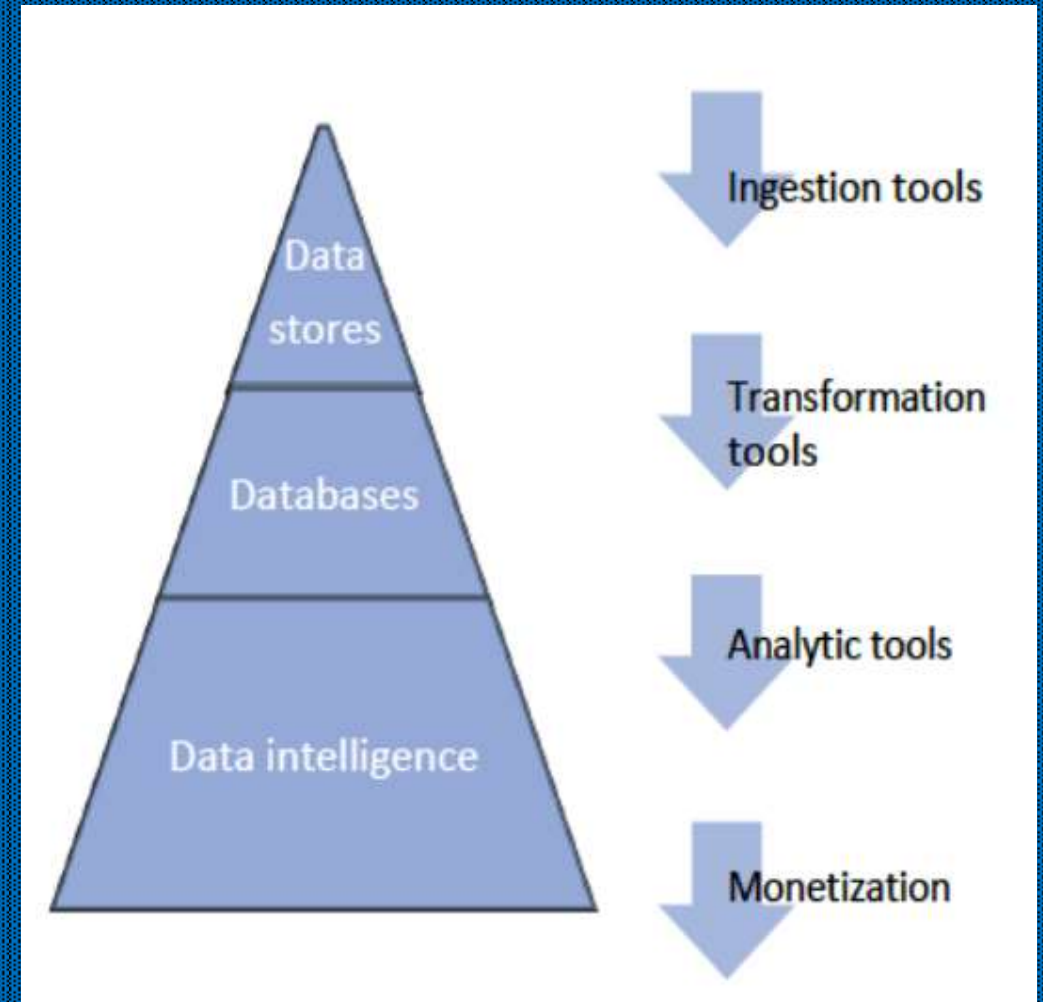 Data
stores
Databases
Data intelligence
Ingestion tools
Transformation
tools
Analytic tools
Monetization